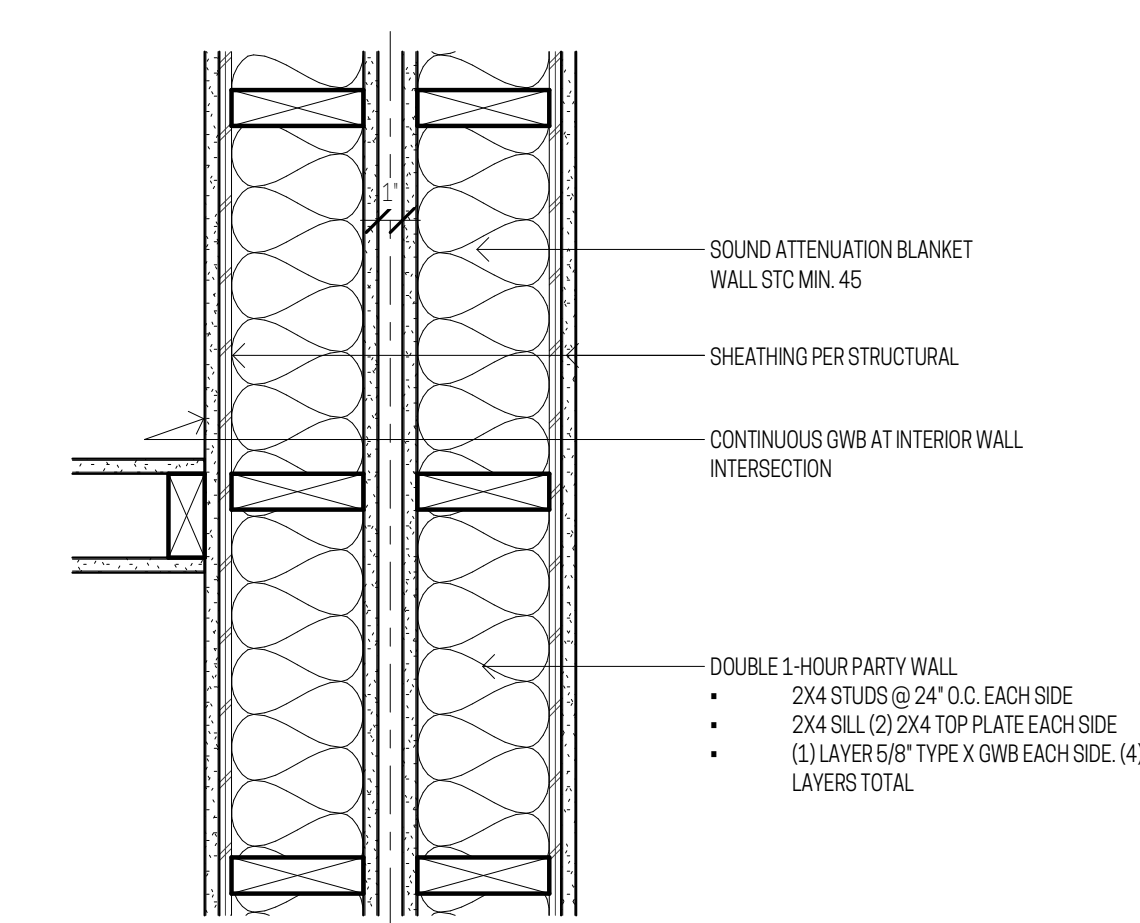 1"
SOUND ATTENUATION BLANKET
WALL STC MIN. 45
SHEATHING PER STRUCTURAL
CONTINUOUS GWB AT INTERIOR WALL
INTERSECTION
DOUBLE 1-HOUR PARTY WALL
▪ 2X4 STUDS @ 24" O.C. EACH SIDE
▪ 2X4 SILL (2) 2X4 TOP PLATE EACH SIDE
▪ (1) LAYER 5/8" TYPE X GWB EACH SIDE. (4)
LAYERS TOTAL